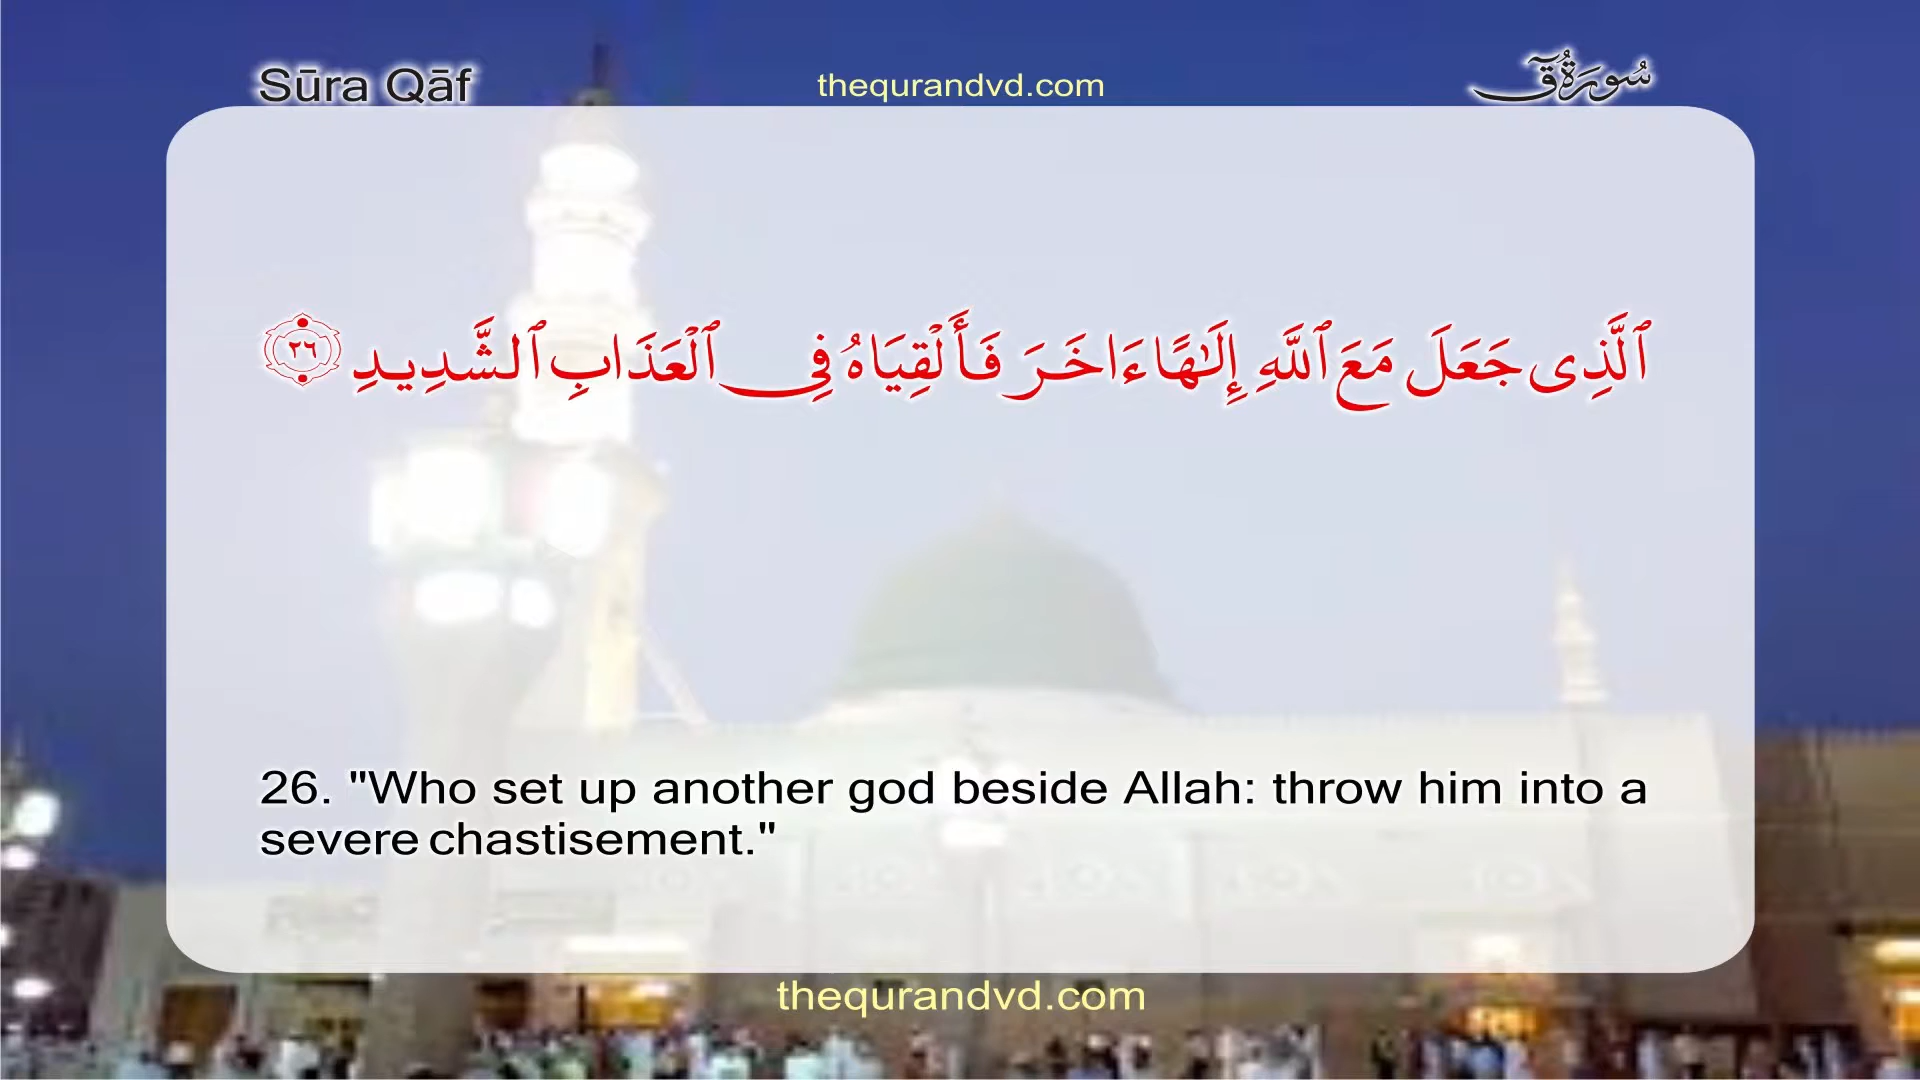 Sūra Qāf
thequrandvd.com
سُورَةُ قٓ
ٱلَّذِى جَعَلَ مَعَ ٱللَّهِ إِلَٰهًا ءَاخَرَ فَأَلْقِيَاهُ فِى ٱلْعَذَابِ ٱلشَّدِيدِ ٢٦
26. "Who set up another god beside Allah: throw him into a
severe chastisement."
thequrandvd.com